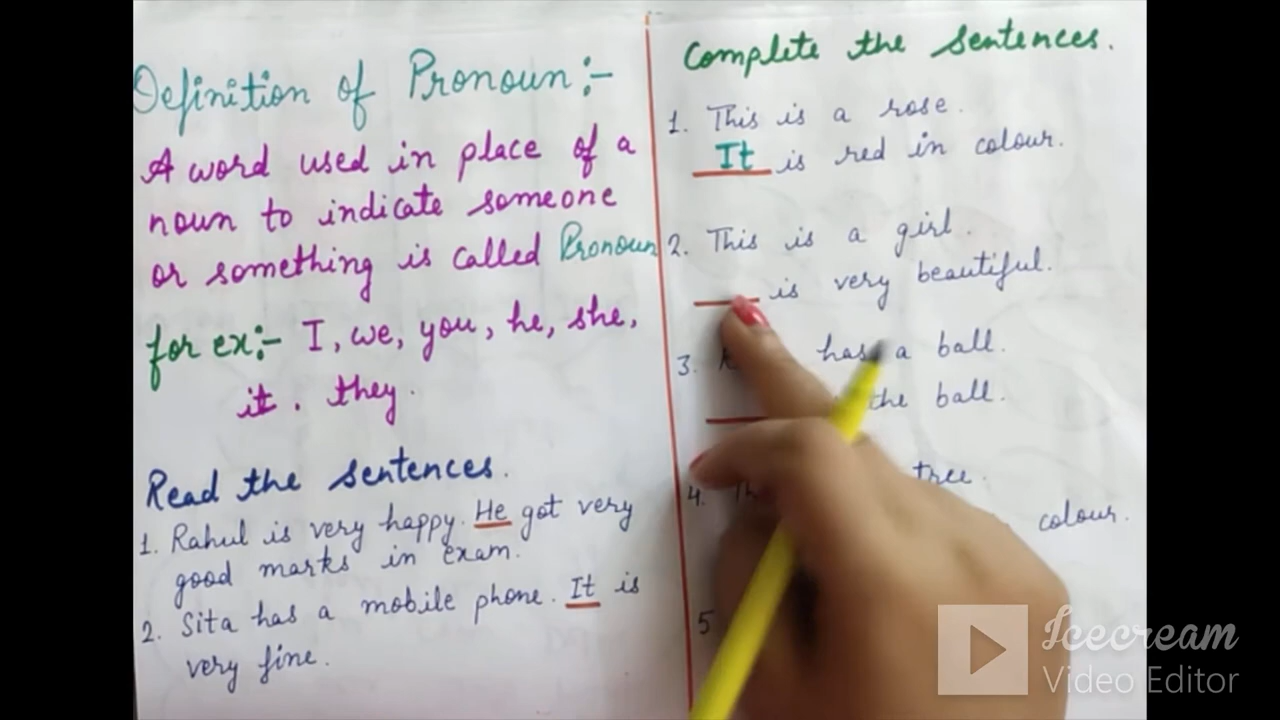 Definition of Pronoun :-
A word used in place of a
noun to indicate someone
or something is called Pronoun
for ex:- I, we, you, he, she,
it. they.
Read the sentences.
1. Rahul is very happy. He got very
good marks in exam.
2. Sita has a mobile phone. It is
very fine.
Complete the sentences.
1. This is a rose.
It is red in colour.
2. This is a girl.
is very beautiful.
3. has a ball.
the ball.
4. tree.
colour.
5
Icecream
Video Editor